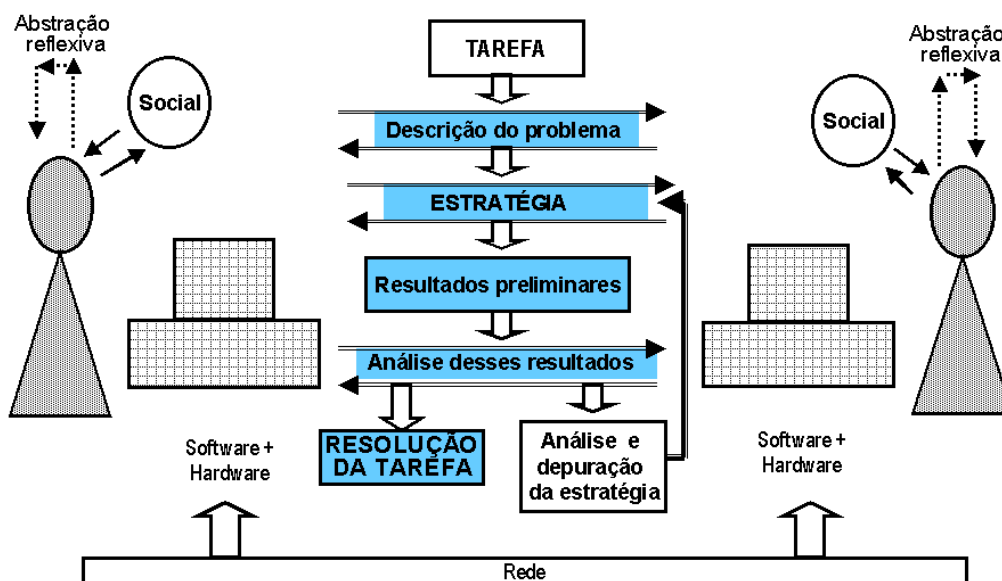 Abstração
reflexiva
Social
TAREFA
Descrição do problema
ESTRATÉGIA
Resultados preliminares
Análise desses resultados
RESOLUÇÃO
DA TAREFA
Análise e
depuração
da estratégia
Abstração
reflexiva
Social
Software +
Hardware
Software +
Hardware
Rede